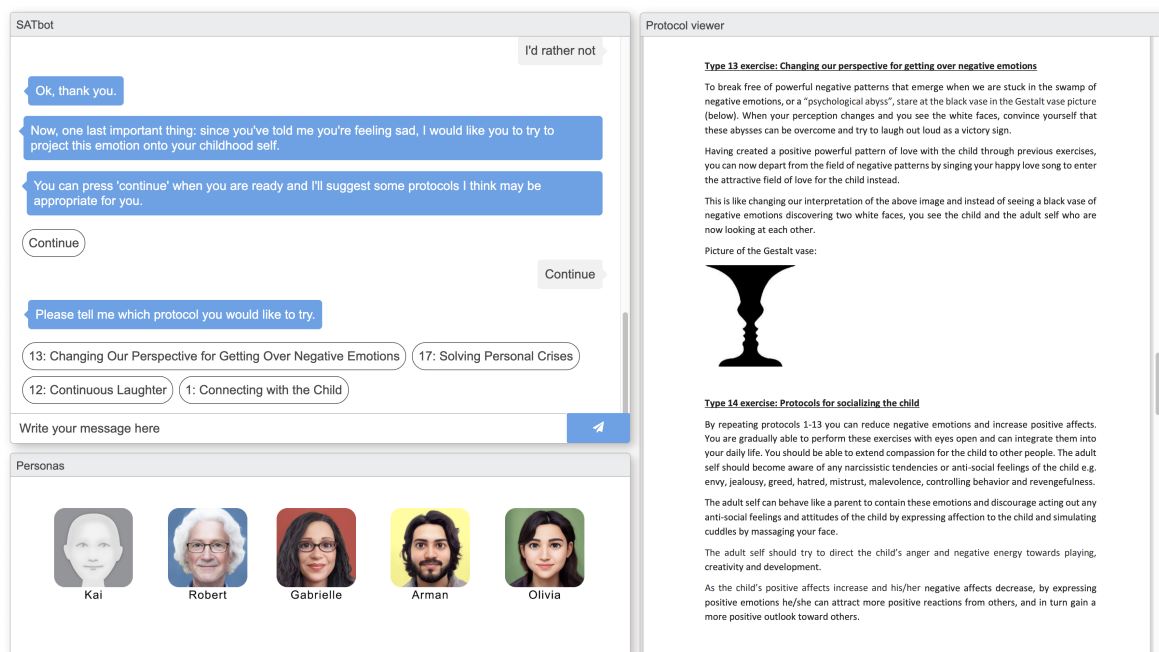 SATbot
I'd rather not
Ok, thank you.
Now, one last important thing: since you've told me you're feeling sad, I would like you to try to
project this emotion onto your childhood self.
You can press 'continue' when you are ready and I'll suggest some protocols I think may be
appropriate for you.
Continue
Continue
Please tell me which protocol you would like to try.
13: Changing Our Perspective for Getting Over Negative Emotions
17: Solving Personal Crises
12: Continuous Laughter
1: Connecting with the Child
Write your message here
Personas
Kai
Robert
Gabrielle
Arman
Olivia
Protocol viewer
Type 13 exercise: Changing our perspective for getting over negative emotions
To break free of powerful negative patterns that emerge when we are stuck in the swamp of
negative emotions, or a “psychological abyss”, stare at the black vase in the Gestalt vase picture
(below). When your perception changes and you see the white faces, convince yourself that
these abysses can be overcome and try to laugh out loud as a victory sign.
Having created a positive powerful pattern of love with the child through previous exercises,
you can now depart from the field of negative patterns by singing your happy love song to enter
the attractive field of love for the child instead.
This is like changing our interpretation of the above image and instead of seeing a black vase of
negative emotions discovering two white faces, you see the child and the adult self who are
now looking at each other.
Picture of the Gestalt vase:
Type 14 exercise: Protocols for socializing the child
By repeating protocols 1-13 you can reduce negative emotions and increase positive affects.
You are gradually able to perform these exercises with eyes open and can integrate them into
your daily life. You should be able to extend compassion for the child to other people. The adult
self should become aware of any narcissistic tendencies or anti-social feelings of the child e.g.
envy, jealousy, greed, hatred, mistrust, malevolence, controlling behavior and revengefulness.
The adult self can behave like a parent to contain these emotions and discourage acting out any
anti-social feelings and attitudes of the child by expressing affection to the child and simulating
cuddles by massaging your face.
The adult self should try to direct the child’s anger and negative energy towards playing,
creativity and development.
As the child’s positive affects increase and his/her negative affects decrease, by expressing
positive emotions he/she can attract more positive reactions from others, and in turn gain a
more positive outlook toward others.